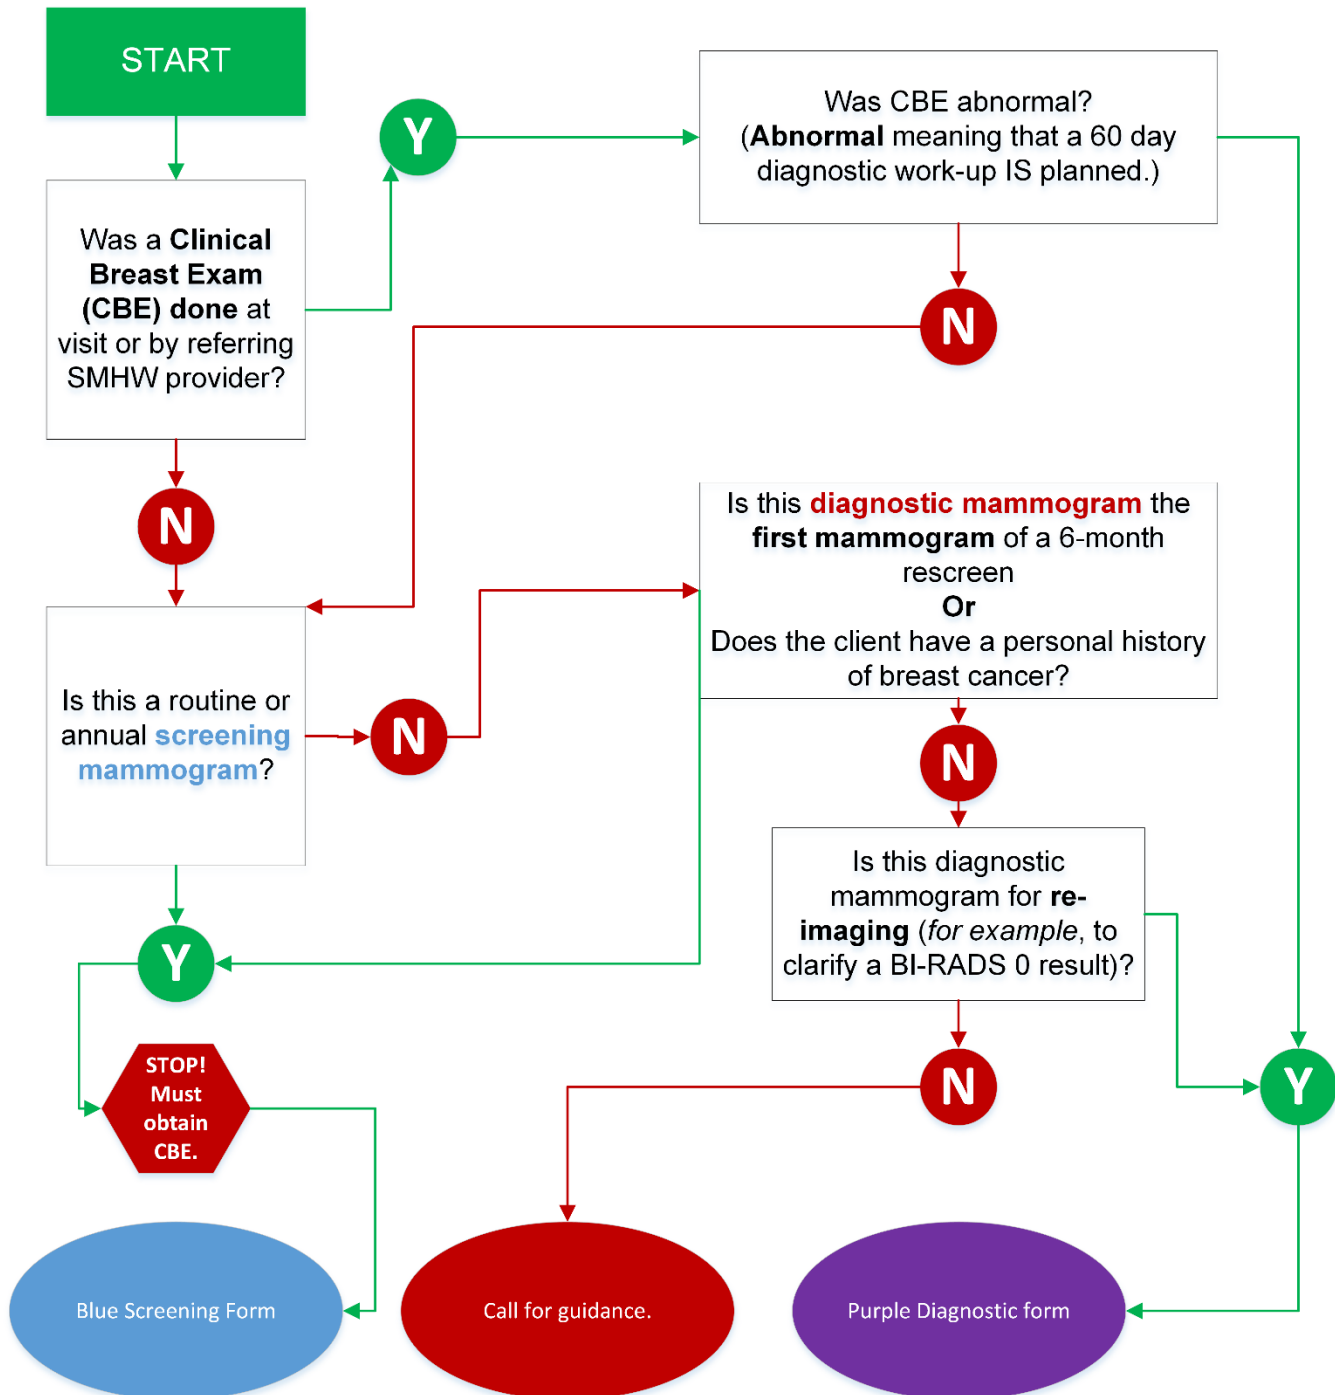 START
Y
Was CBE abnormal?
(Abnormal meaning that a 60 day
diagnostic work-up IS planned.)
Was a Clinical
Breast Exam
(CBE) done at
visit or by referring
SMHW provider?
N
N
Is this diagnostic mammogram the
first mammogram of a 6-month
rescreen
Or
Does the client have a personal history
of breast cancer?
Is this a routine or
annual screening
mammogram?
N
N
Is this diagnostic
mammogram for re-
imaging (for example, to
clarify a BI-RADS 0 result)?
Y
STOP!
Must
obtain
CBE.
N
Y
Blue Screening Form
Call for guidance.
Purple Diagnostic form